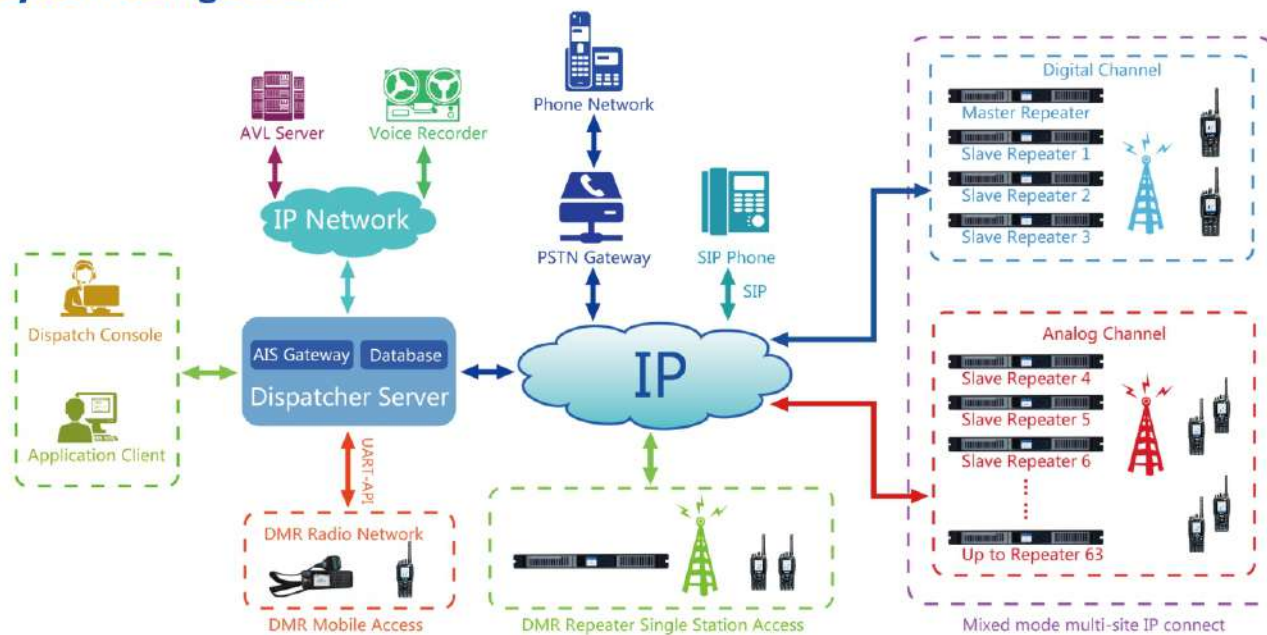 Phone Network
AVL Server
Voice Recorder
IP Network
PSTN Gateway
SIP Phone
SIP
Dispatch Console
Application Client
AIS Gateway
Database
Dispatcher Server
IP
UART-API
DMR Radio Network
DMR Mobile Access
DMR Repeater Single Station Access
Digital Channel
Master Repeater
Slave Repeater 1
Slave Repeater 2
Slave Repeater 3
Analog Channel
Slave Repeater 4
Slave Repeater 5
Slave Repeater 6
Up to Repeater 63
Mixed mode multi-site IP connect